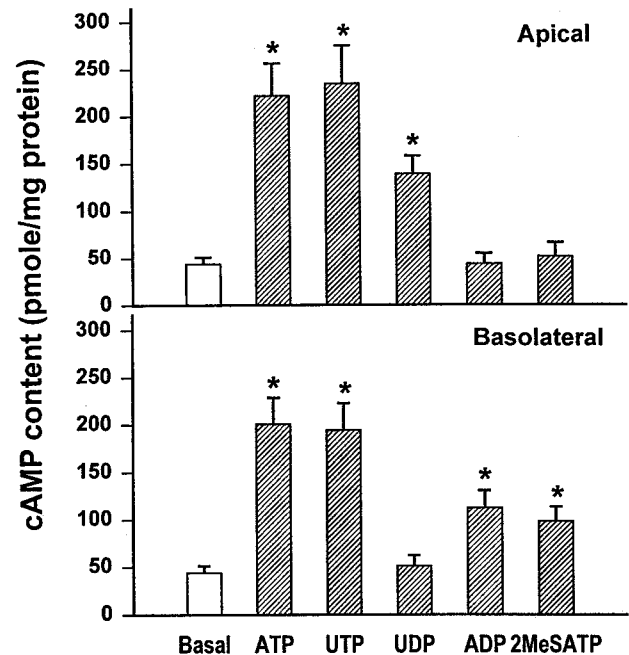 cAMP content (pmole/mg protein)
Apical
300
250
200
150
100
50
0
* * *
Basolateral
300
250
200
150
100
50
0
* * * *
Basal ATP UTP UDP ADP 2MeSATP